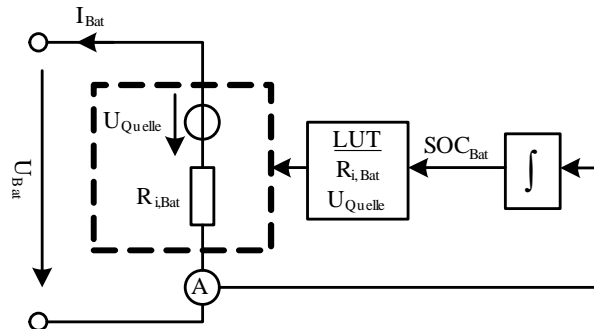 I_Bat
U_Quelle
LUT
SOC_Bat
R_i,Bat
∫
U_Bat
R_i,Bat
U_Quelle
A